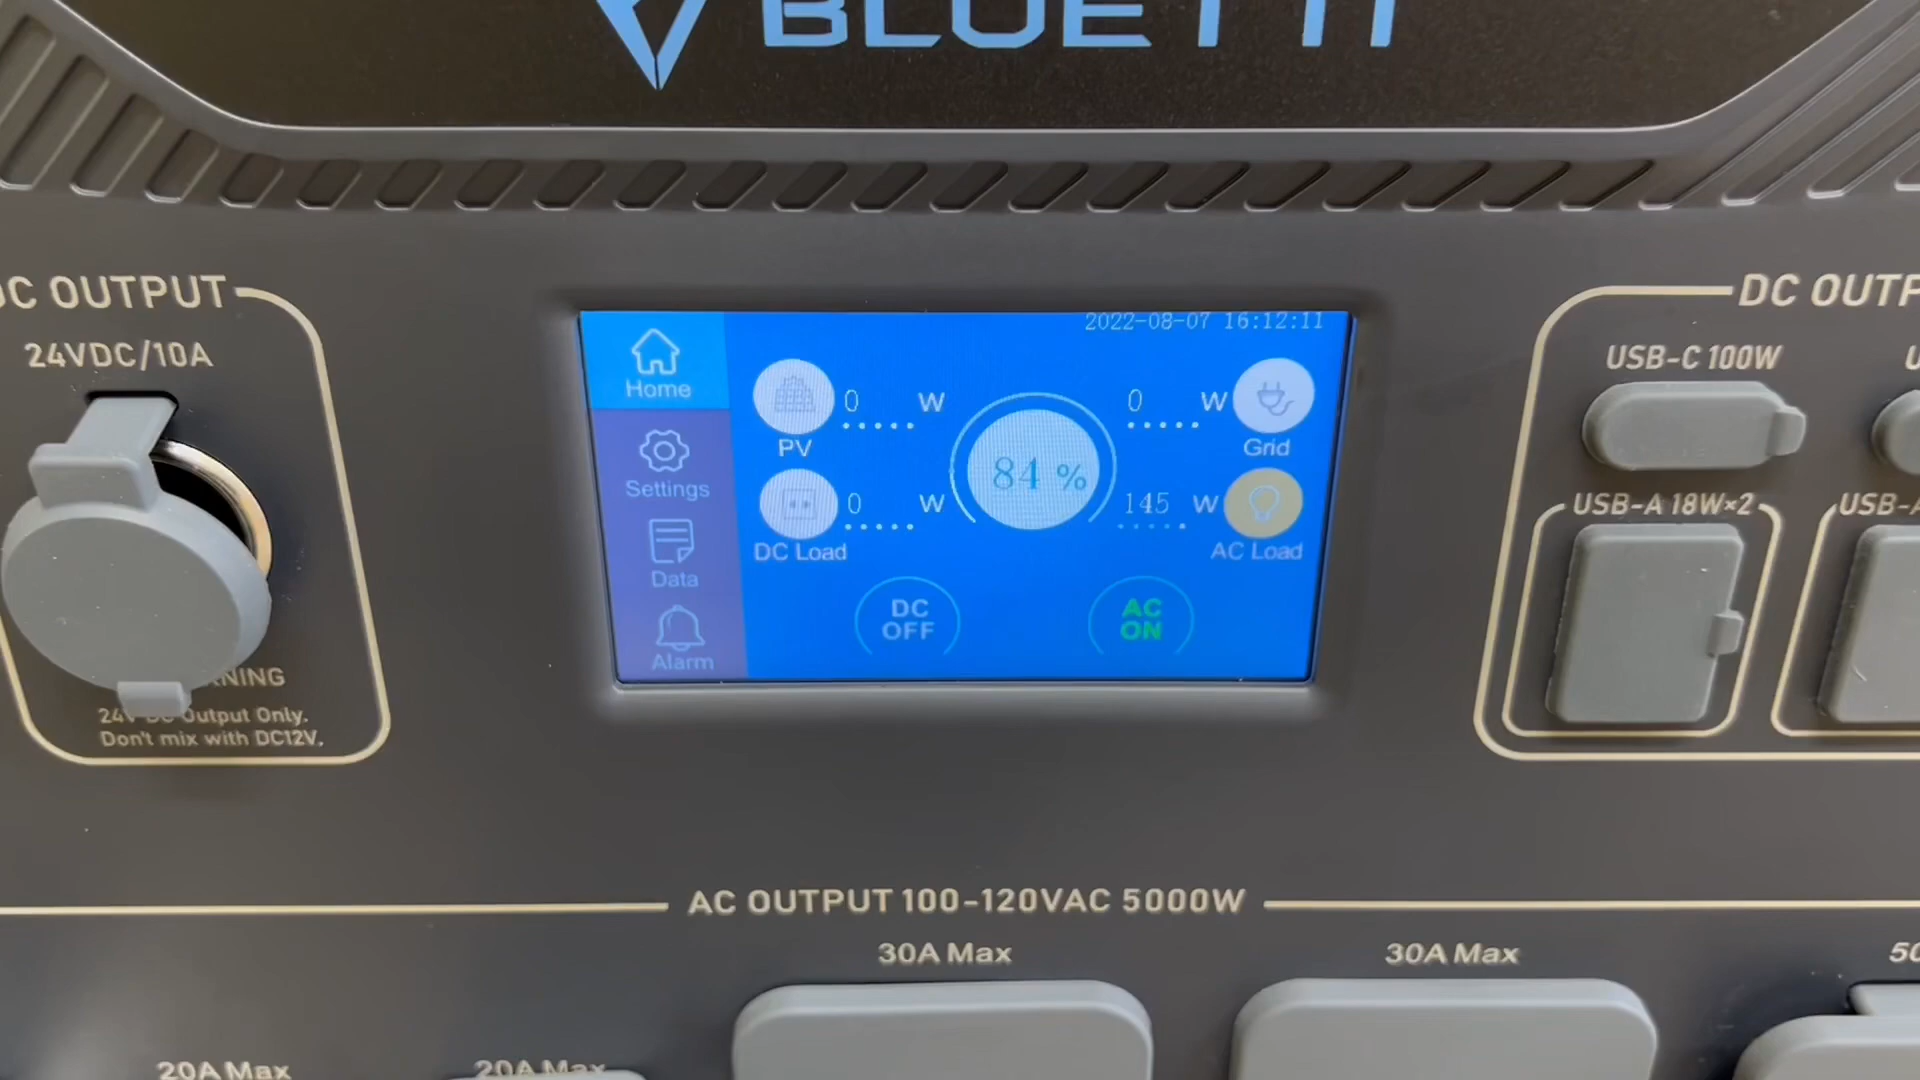 BLUETTI
DC OUTPUT
24VDC/10A
24V DC Output Only.
Don't mix with DC12V.
2022-08-07 16:12:11
Home
Settings
Data
Alarm
0 W
PV
0 W
DC Load
84 %
0 W
Grid
145 W
AC Load
DC
OFF
AC
ON
DC OUTP
USB-C 100W
USB-A 18W×2
USB-A
AC OUTPUT 100-120VAC 5000W
30A Max
30A Max
20A Max
20A Max